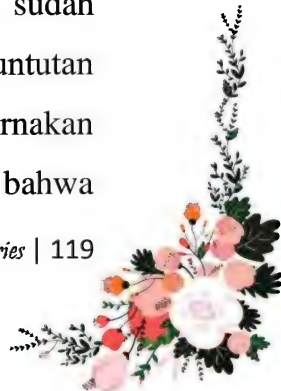 sudah
untutan
rnakan
bahwa
ries | 119